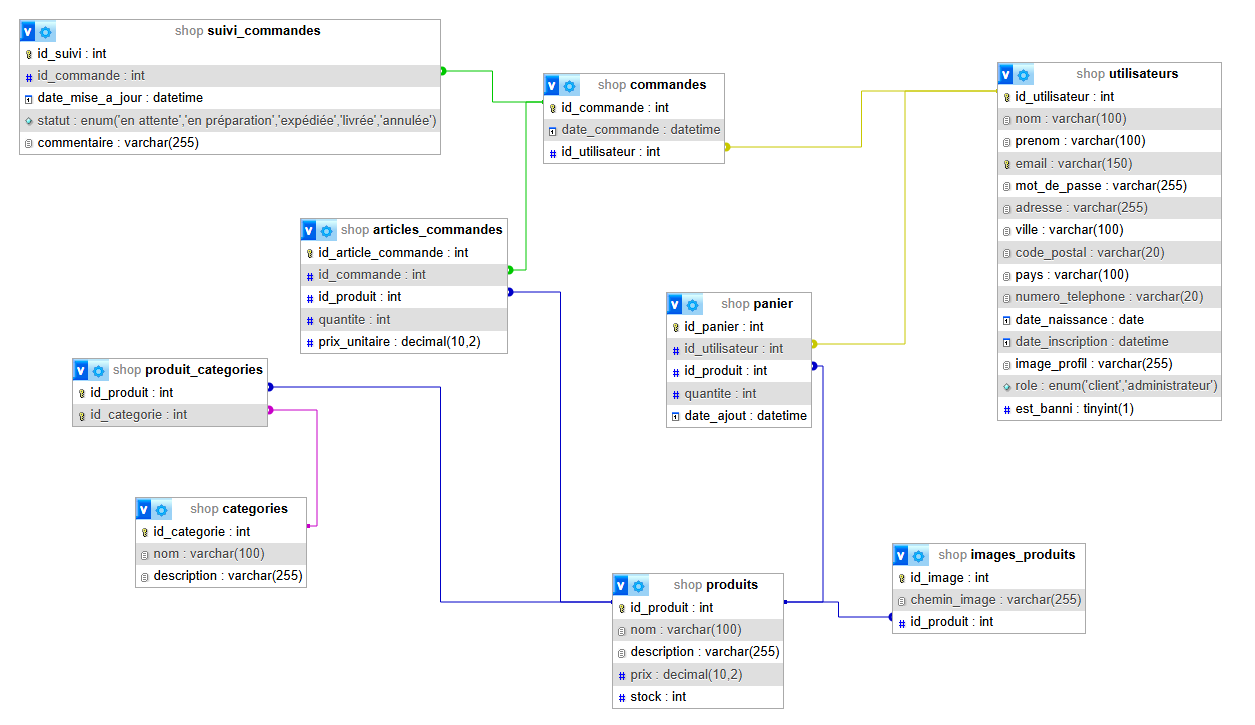 shop suivi_commandes
id_suivi : int
id_commande : int
date_mise_a_jour : datetime
statut : enum('en attente','en préparation','expédiée','livrée','annulée')
commentaire : varchar(255)
shop commandes
id_commande : int
date_commande : datetime
id_utilisateur : int
shop utilisateurs
id_utilisateur : int
nom : varchar(100)
prenom : varchar(100)
email : varchar(150)
mot_de_passe : varchar(255)
adresse : varchar(255)
ville : varchar(100)
code_postal : varchar(20)
pays : varchar(100)
numero_telephone : varchar(20)
date_naissance : date
date_inscription : datetime
image_profil : varchar(255)
role : enum('client','administrateur')
est_banni : tinyint(1)
shop articles_commandes
id_article_commande : int
id_commande : int
id_produit : int
quantite : int
prix_unitaire : decimal(10,2)
shop panier
id_panier : int
id_utilisateur : int
id_produit : int
quantite : int
date_ajout : datetime
shop produit_categories
id_produit : int
id_categorie : int
shop categories
id_categorie : int
nom : varchar(100)
description : varchar(255)
shop produits
id_produit : int
nom : varchar(100)
description : varchar(255)
prix : decimal(10,2)
stock : int
shop images_produits
id_image : int
chemin_image : varchar(255)
id_produit : int